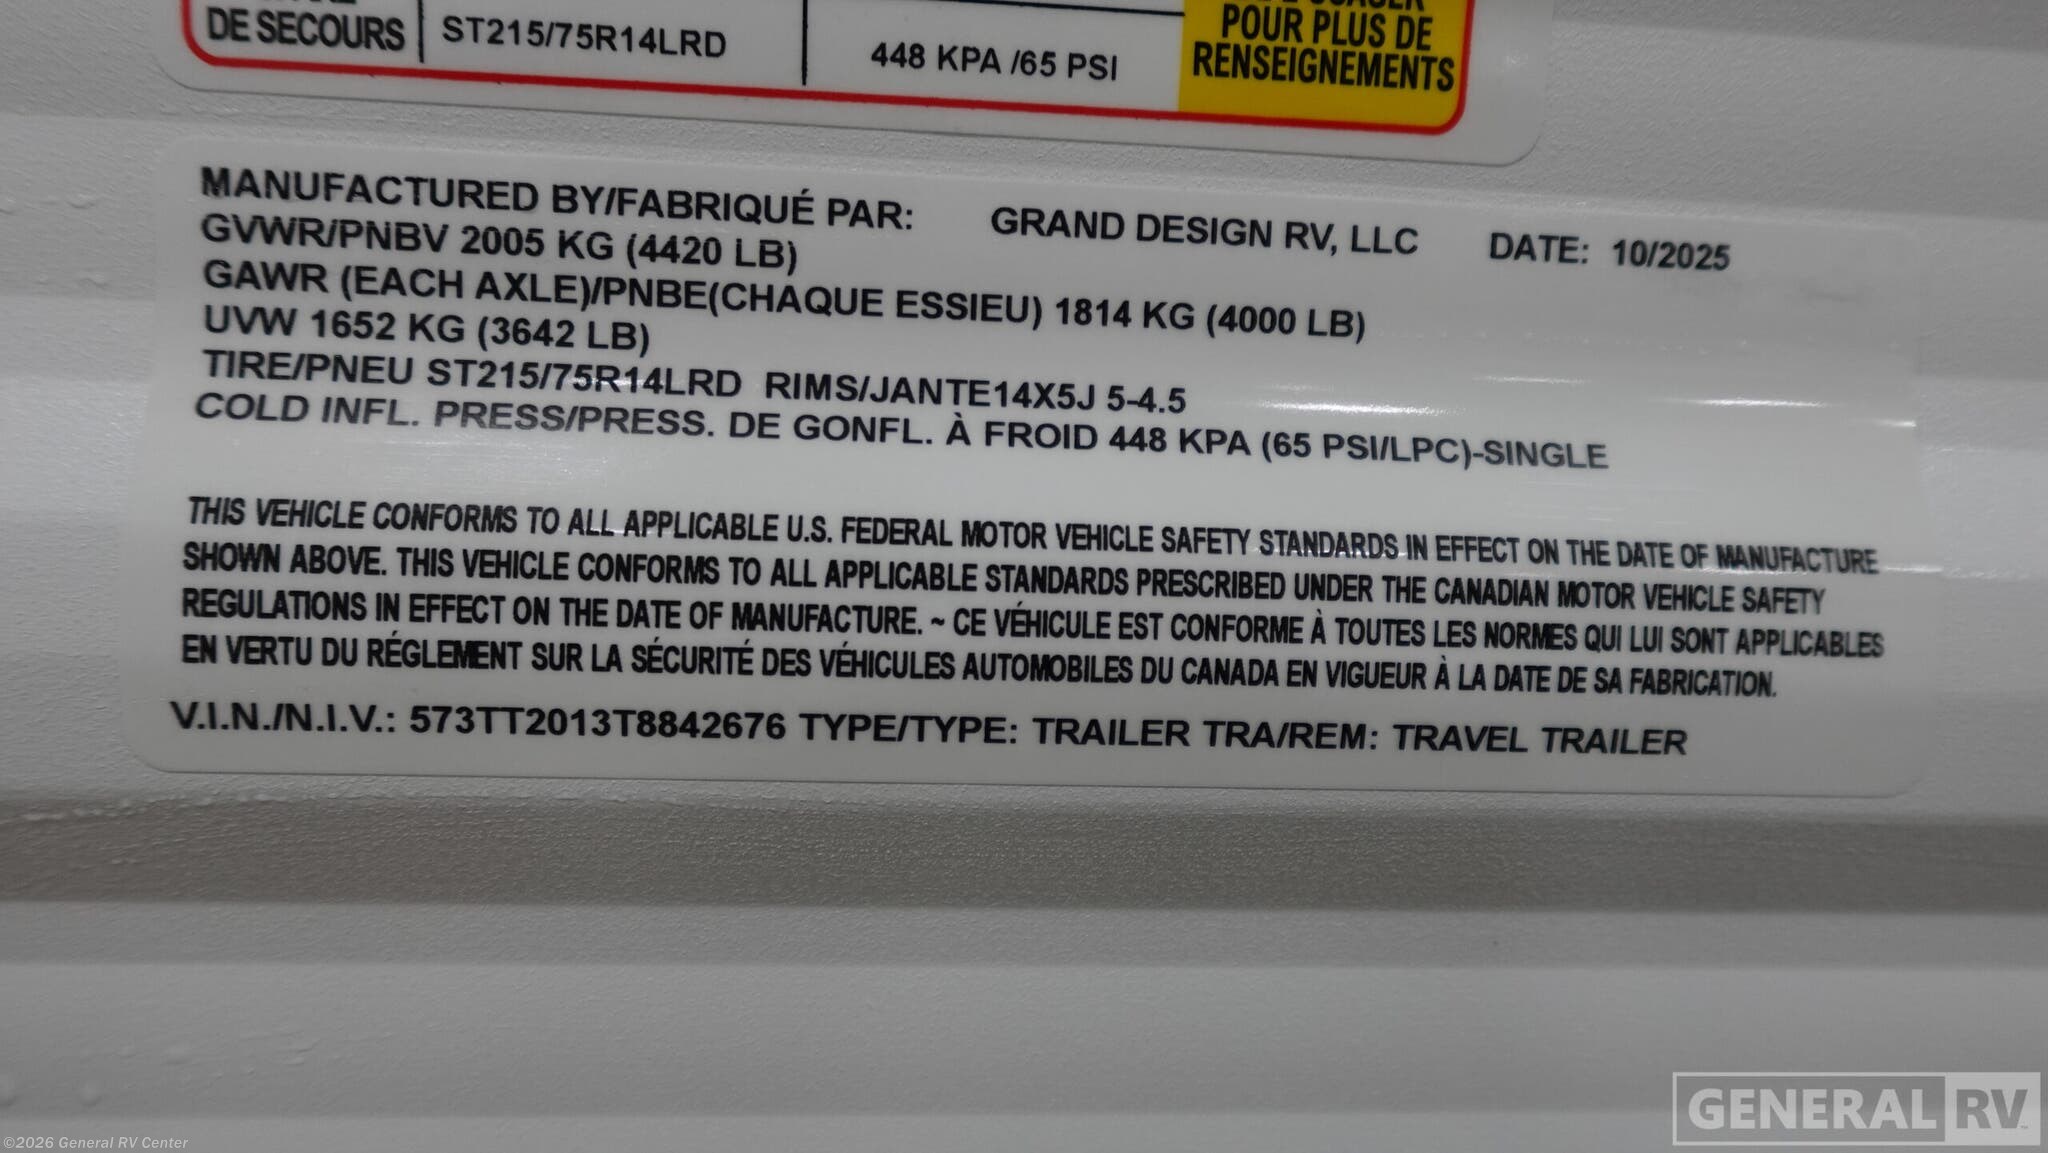 DE SECOURS ST215/75R14LRD 448 KPA /65 PSI
POUR PLUS DE
RENSEIGNEMENTS
MANUFACTURED BY/FABRIQUÉ PAR: GRAND DESIGN RV, LLC DATE: 10/2025
GVWR/PNBV 2005 KG (4420 LB)
GAWR (EACH AXLE)/PNBE(CHAQUE ESSIEU) 1814 KG (4000 LB)
UVW 1652 KG (3642 LB)
TIRE/PNEU ST215/75R14LRD RIMS/JANTE14X5J 5-4.5
COLD INFL. PRESS/PRESS. DE GONFL. À FROID 448 KPA (65 PSI/LPC)-SINGLE
THIS VEHICLE CONFORMS TO ALL APPLICABLE U.S. FEDERAL MOTOR VEHICLE SAFETY STANDARDS IN EFFECT ON THE DATE OF MANUFACTURE
SHOWN ABOVE. THIS VEHICLE CONFORMS TO ALL APPLICABLE STANDARDS PRESCRIBED UNDER THE CANADIAN MOTOR VEHICLE SAFETY
REGULATIONS IN EFFECT ON THE DATE OF MANUFACTURE. ~ CE VÉHICULE EST CONFORME À TOUTES LES NORMES QUI LUI SONT APPLICABLES
EN VERTU DU RÉGLEMENT SUR LA SÉCURITÉ DES VÉHICULES AUTOMOBILES DU CANADA EN VIGUEUR À LA DATE DE SA FABRICATION.
V.I.N./N.I.V.: 573TT2013T8842676 TYPE/TYPE: TRAILER TRA/REM: TRAVEL TRAILER
GENERAL RV
©2026 General RV Center